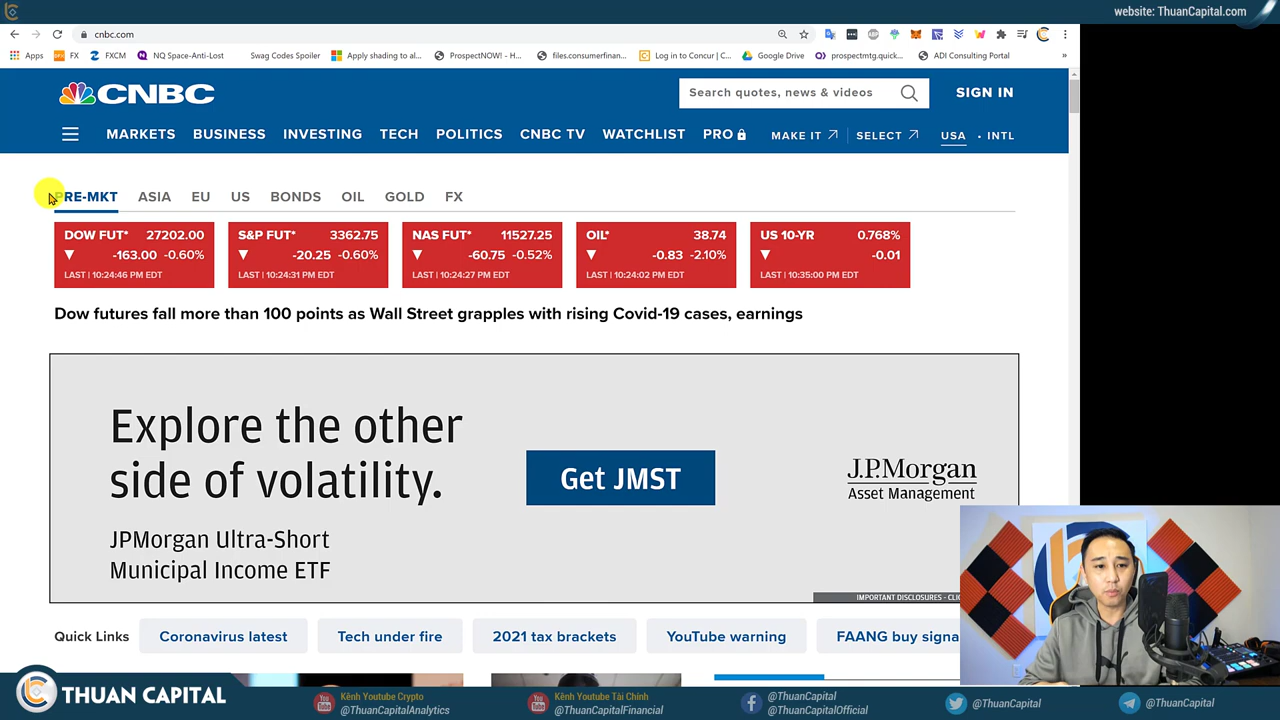 website: ThuanCapital.com
cnbc.com
Apps
FX
FXCM
NQ Space-Anti-Lost
Swag Codes Spoiler
Apply shading to al...
ProspectNOW! - H...
files.consumerfinan...
Log in to Concur | C...
Google Drive
prospectmtg.quick...
ADI Consulting Portal
»
CNBC
Search quotes, news & videos
SIGN IN
MARKETS BUSINESS INVESTING TECH POLITICS CNBC TV WATCHLIST PRO MAKE IT SELECT USA • INTL
PRE-MKT ASIA EU US BONDS OIL GOLD FX
DOW FUT* 27202.00
▼ -163.00 -0.60%
LAST | 10:24:46 PM EDT
S&P FUT* 3362.75
▼ -20.25 -0.60%
LAST | 10:24:31 PM EDT
NAS FUT* 11527.25
▼ -60.75 -0.52%
LAST | 10:24:27 PM EDT
OIL* 38.74
▼ -0.83 -2.10%
LAST | 10:24:02 PM EDT
US 10-YR 0.768%
▼ -0.01
LAST | 10:35:00 PM EDT
Dow futures fall more than 100 points as Wall Street grapples with rising Covid-19 cases, earnings
Explore the other
side of volatility.
JPMorgan Ultra-Short
Municipal Income ETF
Get JMST
J.P.Morgan
Asset Management
IMPORTANT DISCLOSURES - CLI
Quick Links
Coronavirus latest
Tech under fire
2021 tax brackets
YouTube warning
FAANG buy signa
THUAN CAPITAL
Kênh Youtube Crypto
@ThuanCapitalAnalytics
Kênh Youtube Tài Chính
@ThuanCapitalFinancial
@ThuanCapital
@ThuanCapitalOfficial
@ThuanCapital
@ThuanCapital